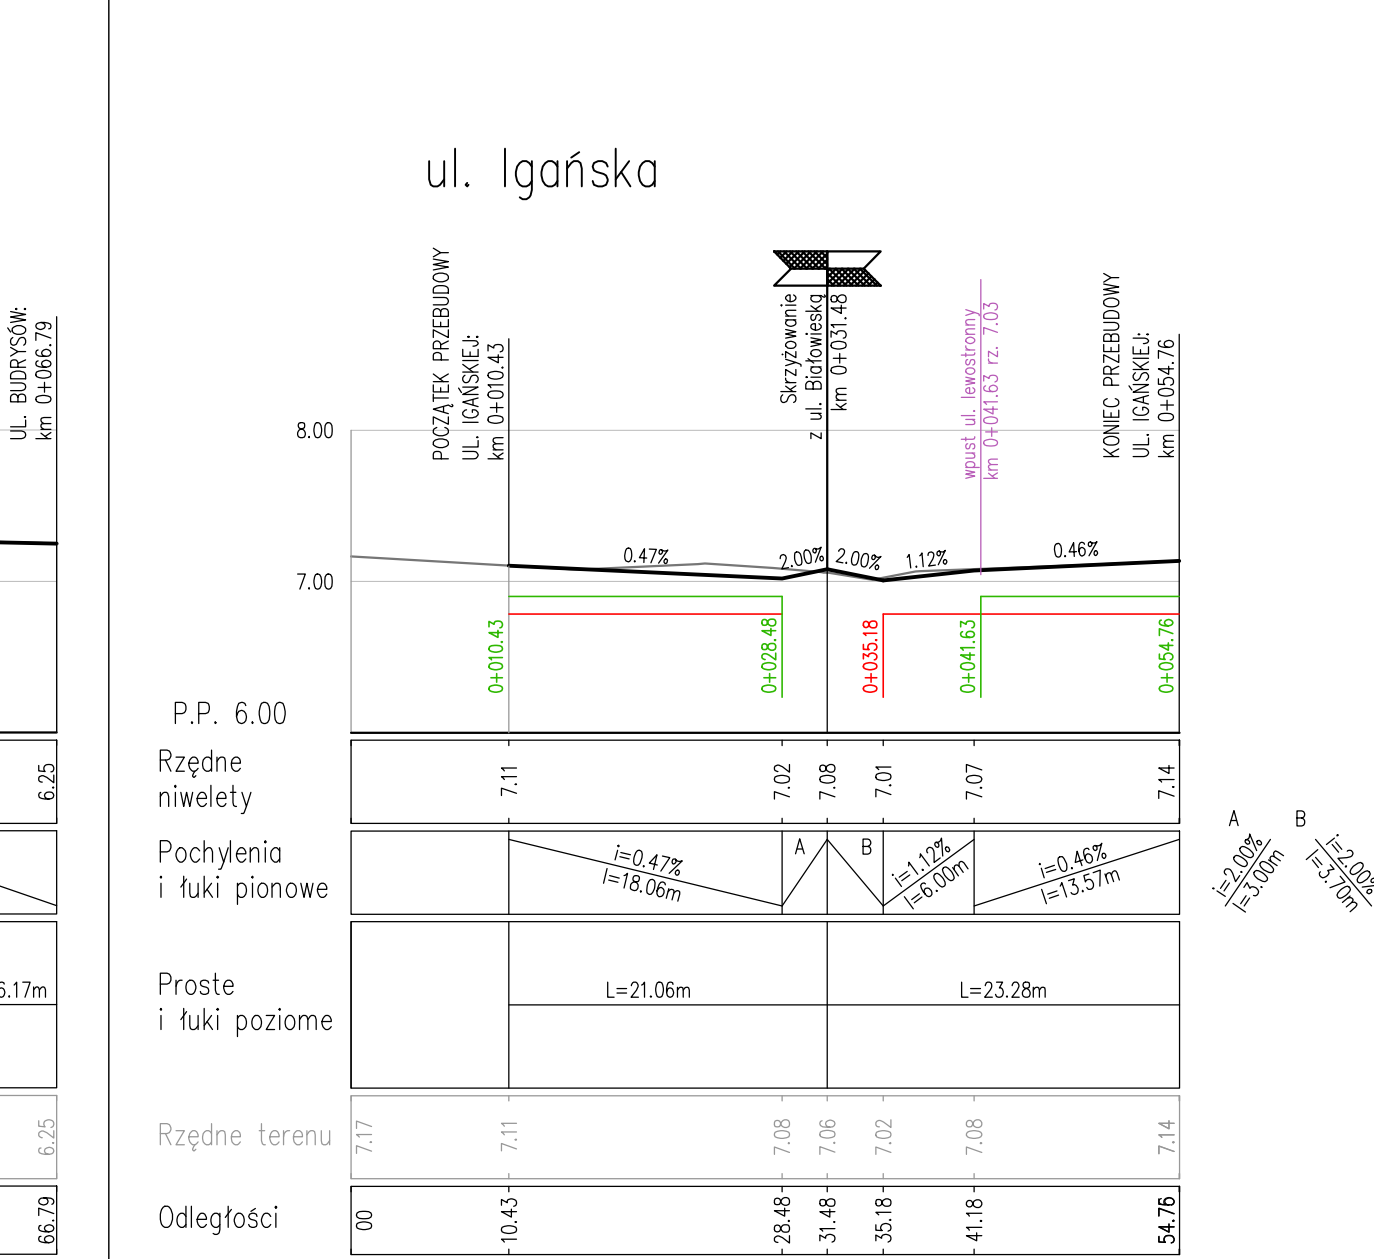 ul. Igańska
UL. BUDRYSÓW:
km 0+066.79
POCZĄTEK PRZEBUDOWY
UL. IGAŃSKIEJ:
km 0+010.43
Skrzyżowanie
z ul. Białowieską
km 0+031.48
wpust ul. lewostronny
km 0+041.63 rz. 7.03
KONIEC PRZEBUDOWY
UL. IGAŃSKIEJ:
km 0+054.76
8.00
7.00
0.47%
2.00%
2.00%
1.12%
0.46%
0+010.43
0+028.48
0+035.18
0+041.63
0+054.76
P.P. 6.00
6.25
Rzędne
niwelety
7.11
7.02
7.08
7.01
7.07
7.14
Pochylenia
i łuki pionowe
i=0.47%
l=18.06m
A
B
i=1.12%
l=6.00m
i=0.46%
l=13.57m
A
i=2.00%
l=3.00m
B
i=2.00%
l=3.70m
6.17m
Proste
i łuki poziome
L=21.06m
L=23.28m
6.25
Rzędne terenu
7.17
7.11
7.08
7.06
7.02
7.08
7.14
66.79
Odległości
00
10.43
28.48
31.48
35.18
41.18
54.76